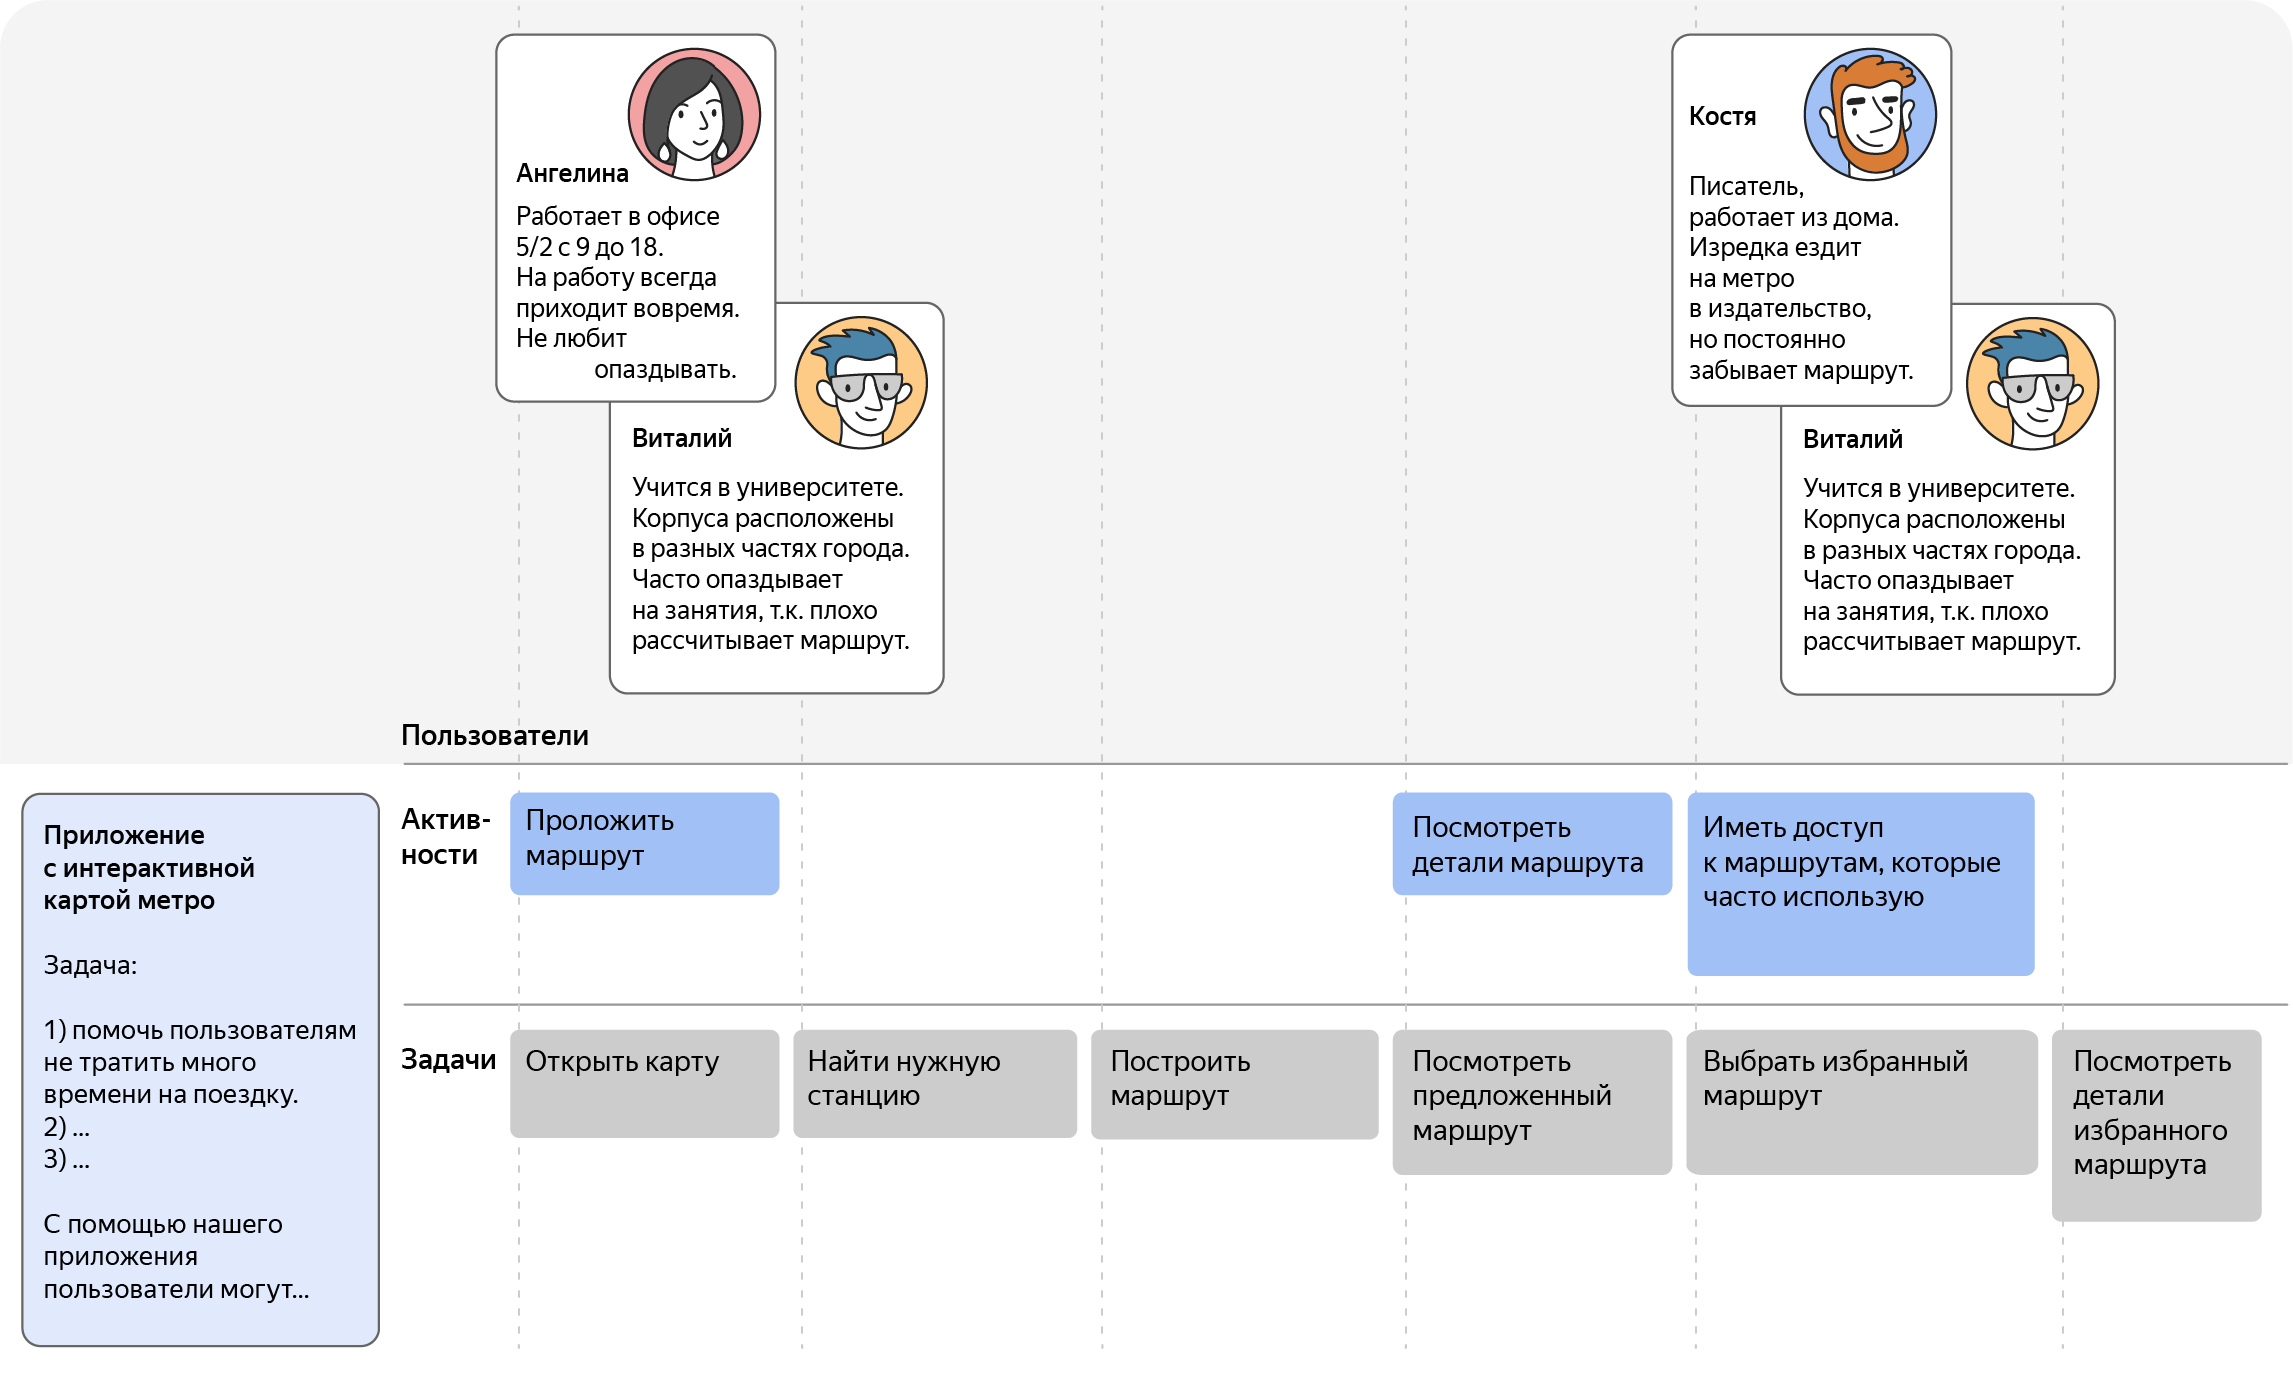 Ангелина
Работает в офисе
5/2 с 9 до 18.
На работу всегда
приходит вовремя.
Не любит
опаздывать.
Виталий
Учится в университете.
Корпуса расположены
в разных частях города.
Часто опаздывает
на занятия, т.к. плохо
рассчитывает маршрут.
Костя
Писатель,
работает из дома.
Изредка ездит
на метро
в издательство,
но постоянно
забывает маршрут.
Виталий
Учится в университете.
Корпуса расположены
в разных частях города.
Часто опаздывает
на занятия, т.к. плохо
рассчитывает маршрут.
Пользователи
Приложение
с интерактивной
картой метро
Задача:
1) помочь пользователям
не тратить много
времени на поездку.
2) ...
3) ...
С помощью нашего
приложения
пользователи могут...
Актив-
ности
Проложить
маршрут
Посмотреть
детали маршрута
Иметь доступ
к маршрутам, которые
часто использую
Задачи
Открыть карту
Найти нужную
станцию
Построить
маршрут
Посмотреть
предложенный
маршрут
Выбрать избранный
маршрут
Посмотреть
детали
избранного
маршрута